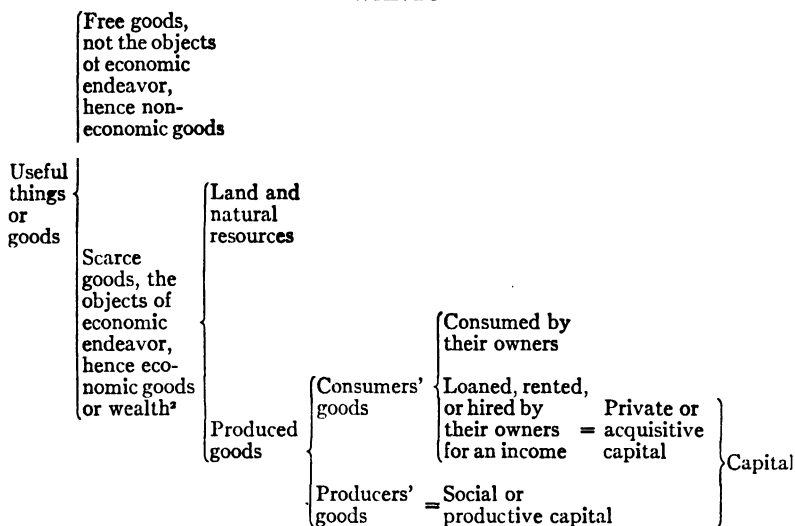 Free goods,
not the objects
of economic
endeavor,
hence non-
economic goods
Useful
things
or
goods
Scarce
goods, the
objects of
economic
endeavor,
hence eco-
nomic goods
or wealth²
Land and
natural
resources
Produced
goods
Consumers'
goods
Consumed by
their owners
Loaned, rented,
or hired by
their owners
for an income
= Private or
acquisitive
capital
Producers'
goods
= Social or
productive capital
Capital